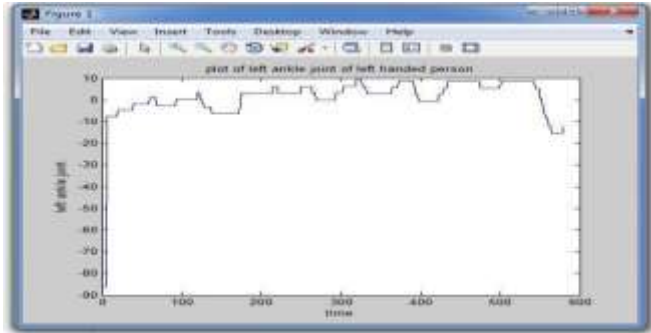 Figure 1
File Edit View Insert Tools Desktop Window Help
plot of left ankle joint of left handed person
10
0
-10
-20
-30
-40
-50
-60
-70
-80
-90
left ankle joint
0 100 200 300 400 500 600
time